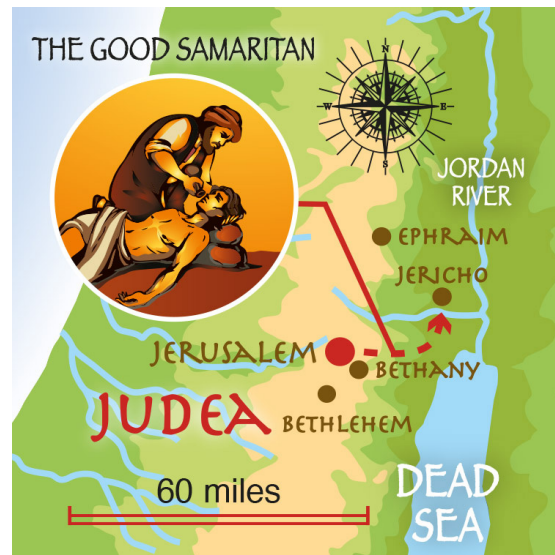 THE GOOD SAMARITAN
N
W
E
S
JORDAN
RIVER
EPHRAIM
JERICHO
JERUSALEM
BETHANY
JUDEA
BETHLEHEM
60 miles
DEAD
SEA